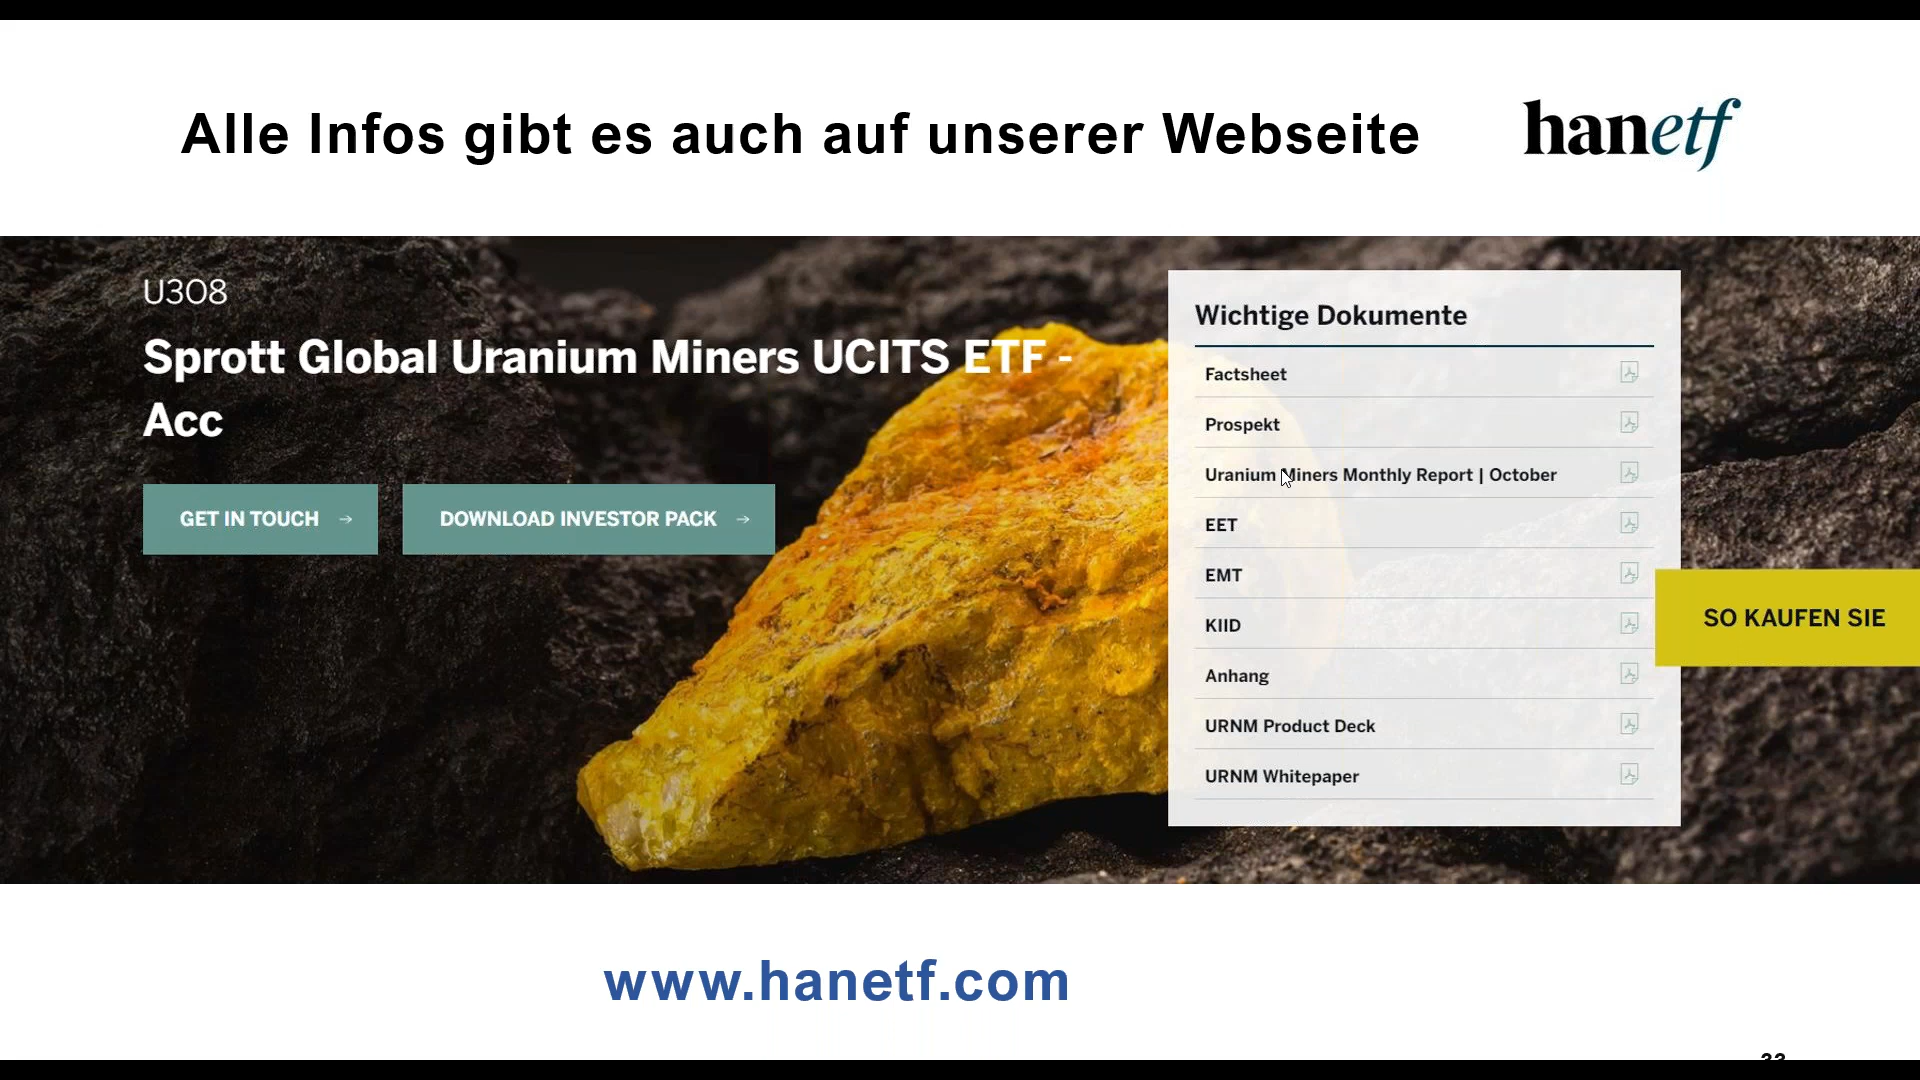 Alle Infos gibt es auch auf unserer Webseite
hanetf
U3O8
Sprott Global Uranium Miners UCITS ETF -
Acc
GET IN TOUCH →
DOWNLOAD INVESTOR PACK →
Wichtige Dokumente
Factsheet
Prospekt
Uranium Miners Monthly Report | October
EET
EMT
KIID
Anhang
URNM Product Deck
URNM Whitepaper
SO KAUFEN SIE
www.hanetf.com